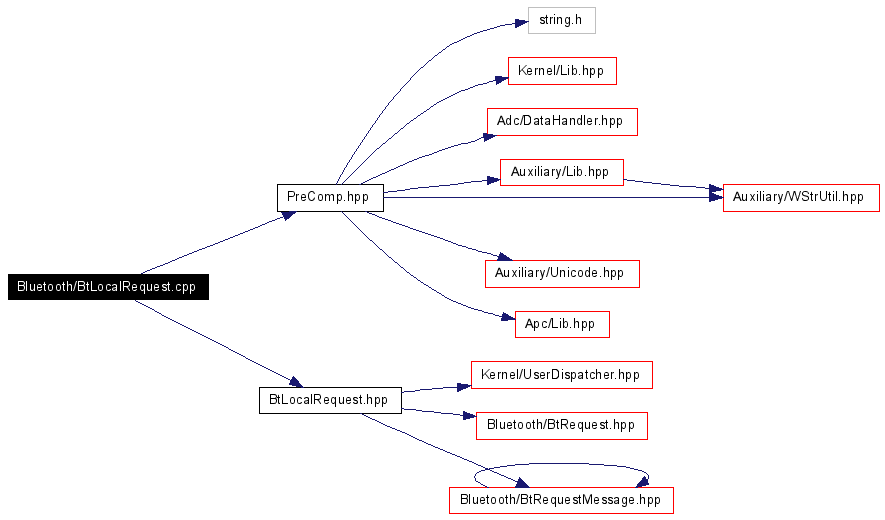 string.h
Kernel/Lib.hpp
Adc/DataHandler.hpp
Auxiliary/Lib.hpp
PreComp.hpp
Auxiliary/WStrUtil.hpp
Auxiliary/Unicode.hpp
Bluetooth/BtLocalRequest.cpp
Apc/Lib.hpp
Kernel/UserDispatcher.hpp
BtLocalRequest.hpp
Bluetooth/BtRequest.hpp
Bluetooth/BtRequestMessage.hpp